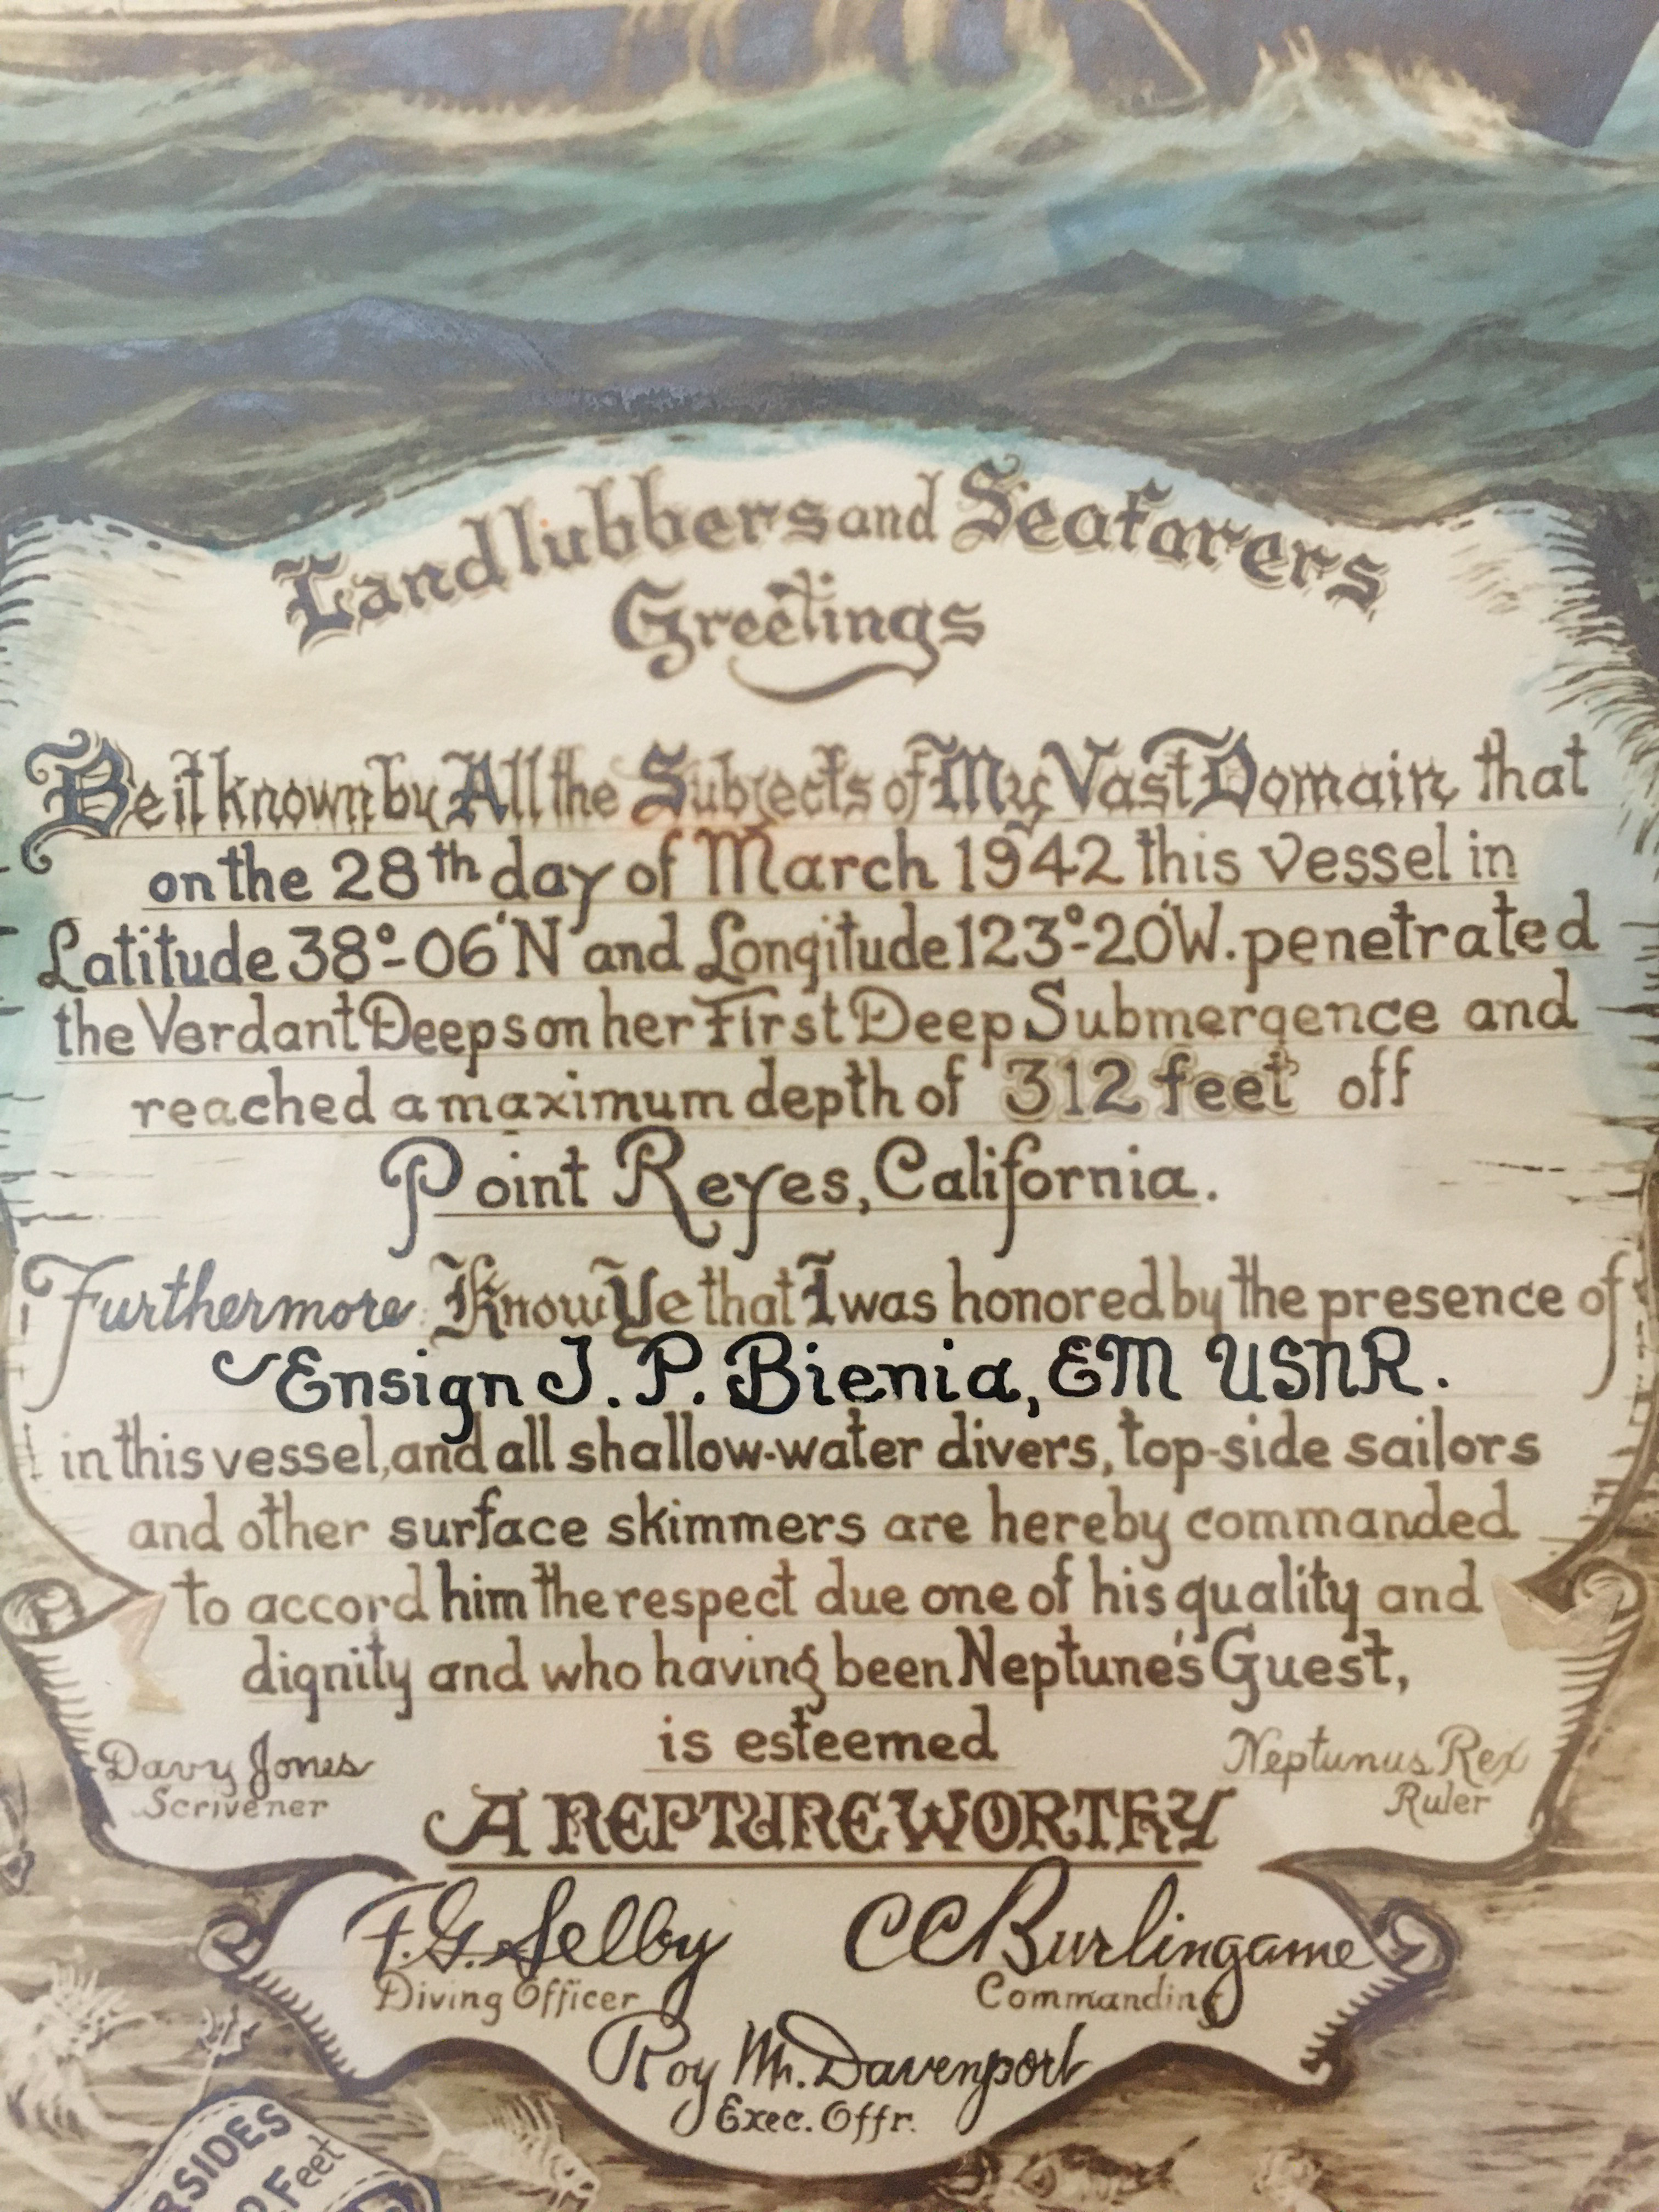 Landlubbers and Seafarers
Greetings
Be it known by All the Subjects of My Vast Domain that
on the 28th day of March 1942 this vessel in
Latitude 38°-06'N and Longitude 123°-20'W. penetrated
the Verdant Deeps on her First Deep Submergence and
reached a maximum depth of 312 feet off
Point Reyes, California.
Furthermore Know Ye that I was honored by the presence of
Ensign J. P. Bienia, EM USNR.
in this vessel, and all shallow-water divers, top-side sailors
and other surface skimmers are hereby commanded
to accord him the respect due one of his quality and
dignity and who having been Neptune's Guest,
is esteemed
Davy Jones
Scrivener
Neptunus Rex
Ruler
A NEPTUNEWORTHY
F.G. Selby
Diving Officer
CC Burlingame
Commanding
Roy M. Davenport
Exec. Offr.
RSIDES
Feet